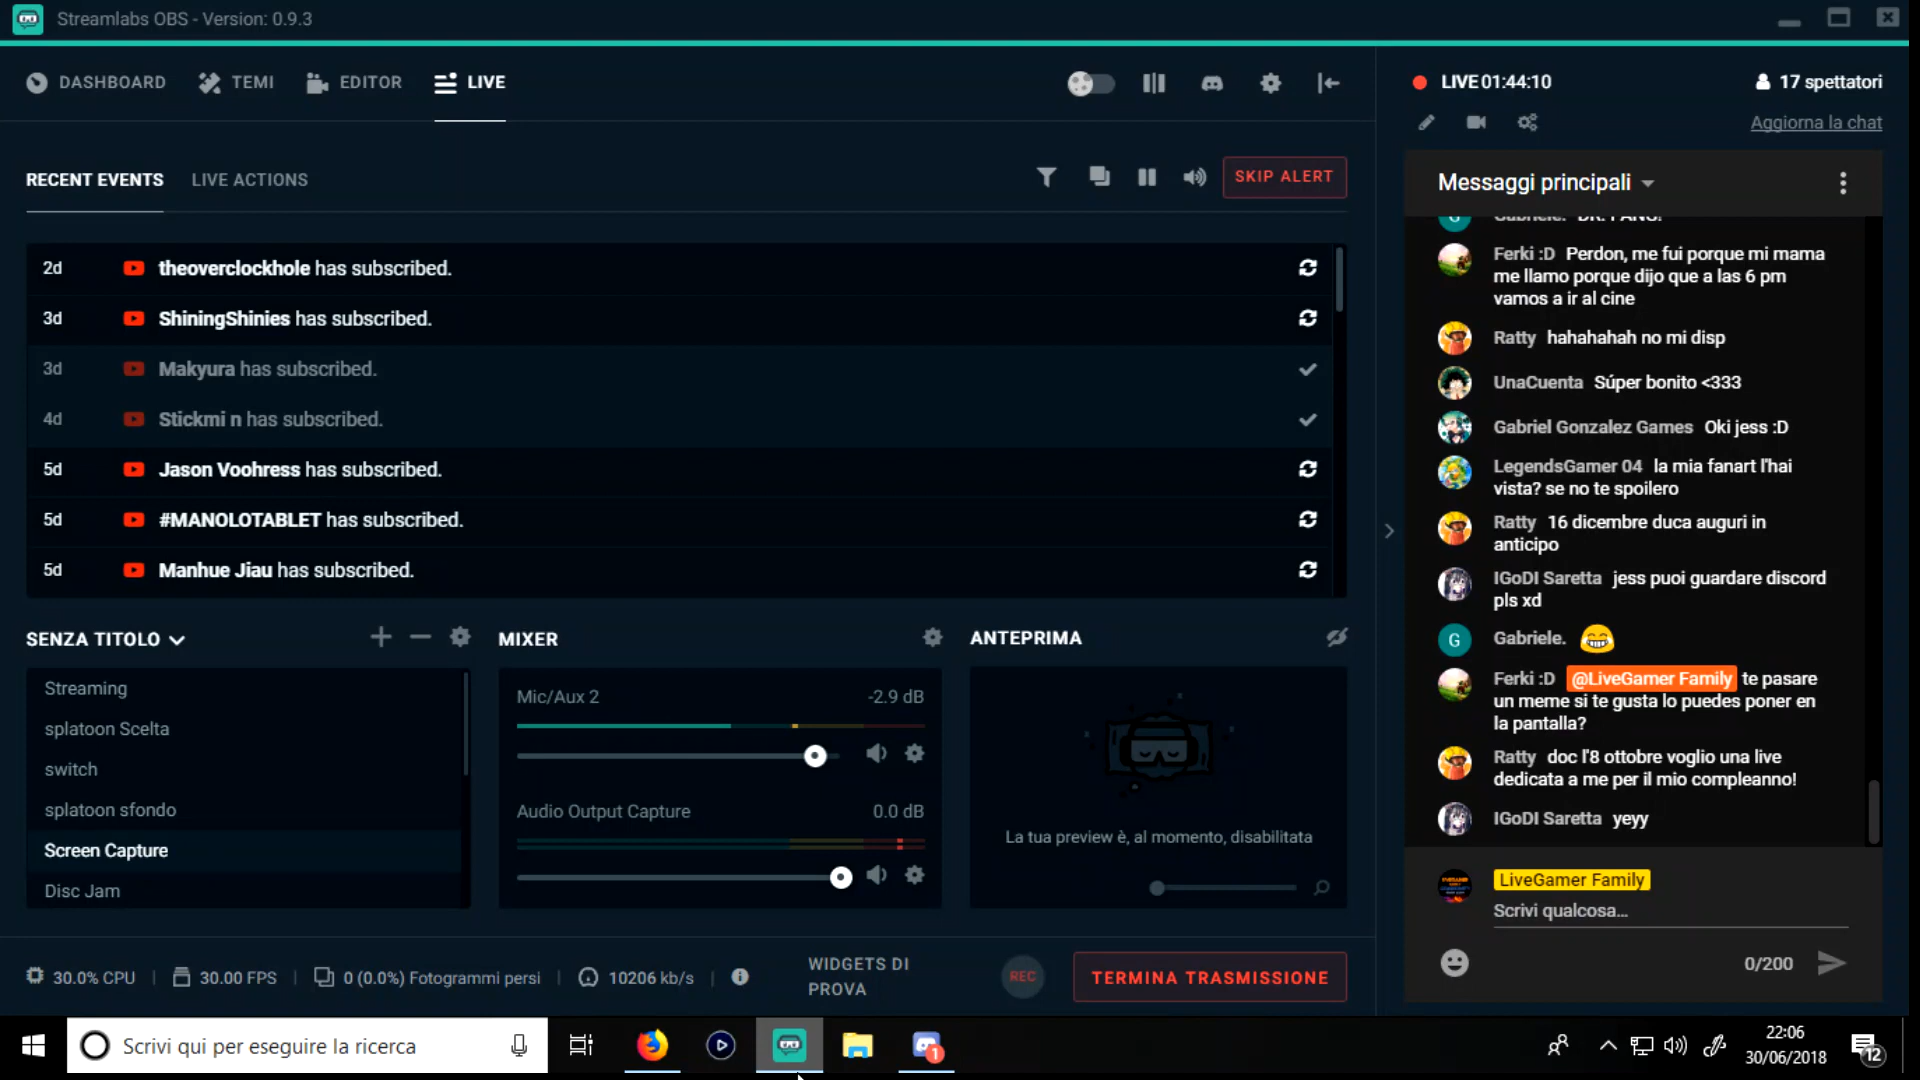 Streamlabs OBS - Version: 0.9.3
DASHBOARD
TEMI
EDITOR
LIVE
RECENT EVENTS
LIVE ACTIONS
SKIP ALERT
2d theoverclockhole has subscribed.
3d ShiningShinies has subscribed.
3d Makyura has subscribed.
4d Stickmi n has subscribed.
5d Jason Voohress has subscribed.
5d #MANOLOTABLET has subscribed.
5d Manhue Jiau has subscribed.
SENZA TITOLO
Streaming
splatoon Scelta
switch
splatoon sfondo
Screen Capture
Disc Jam
MIXER
Mic/Aux 2 -2.9 dB
Audio Output Capture 0.0 dB
ANTEPRIMA
La tua preview è, al momento, disabilitata
30.0% CPU
30.00 FPS
0 (0.0%) Fotogrammi persi
10206 kb/s
WIDGETS DI
PROVA
REC
TERMINA TRASMISSIONE
LIVE 01:44:10
17 spettatori
Aggiorna la chat
Messaggi principali
Gabriele. DR. PANG!
Ferki :D Perdon, me fui porque mi mama
me llamo porque dijo que a las 6 pm
vamos a ir al cine
Ratty hahahahah no mi disp
UnaCuenta Súper bonito <333
Gabriel Gonzalez Games Oki jess :D
LegendsGamer 04 la mia fanart l'hai
vista? se no te spoilero
Ratty 16 dicembre duca auguri in
anticipo
IGoDI Saretta jess puoi guardare discord
pls xd
G Gabriele. 😂
Ferki :D @LiveGamer Family te pasare
un meme si te gusta lo puedes poner en
la pantalla?
Ratty doc l'8 ottobre voglio una live
dedicata a me per il mio compleanno!
IGoDI Saretta yeyy
LiveGamer Family
Scrivi qualcosa...
0/200
Scrivi qui per eseguire la ricerca
1
22:06
30/06/2018
12